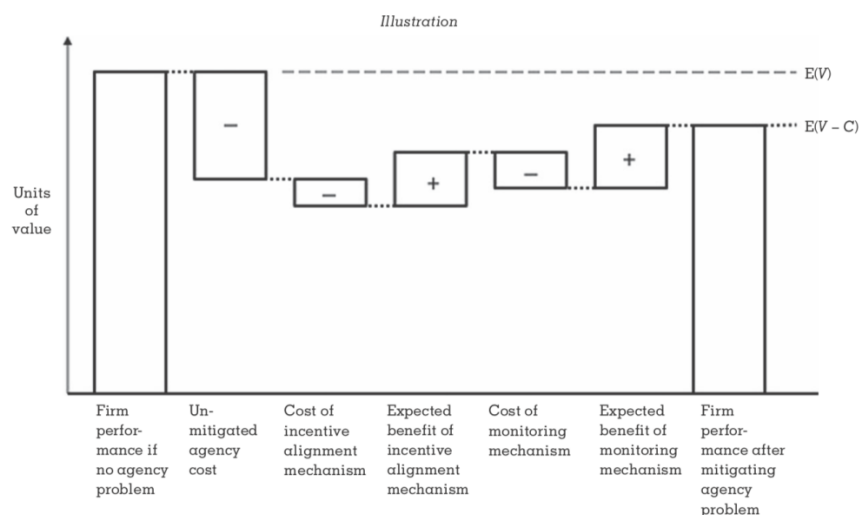 Illustration
E(V)
E(V – C)
Units
of
value
–
–
+
–
+
Firm
perfor-
mance if
no agency
problem
Un-
mitigated
agency
cost
Cost of
incentive
alignment
mechanism
Expected
benefit of
incentive
alignment
mechanism
Cost of
monitoring
mechanism
Expected
benefit of
monitoring
mechanism
Firm
perfor-
mance after
mitigating
agency
problem